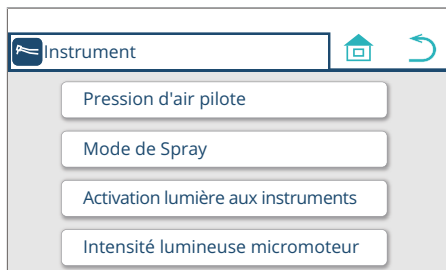 Instrument
Pression d'air pilote
Mode de Spray
Activation lumière aux instruments
Intensité lumineuse micromoteur